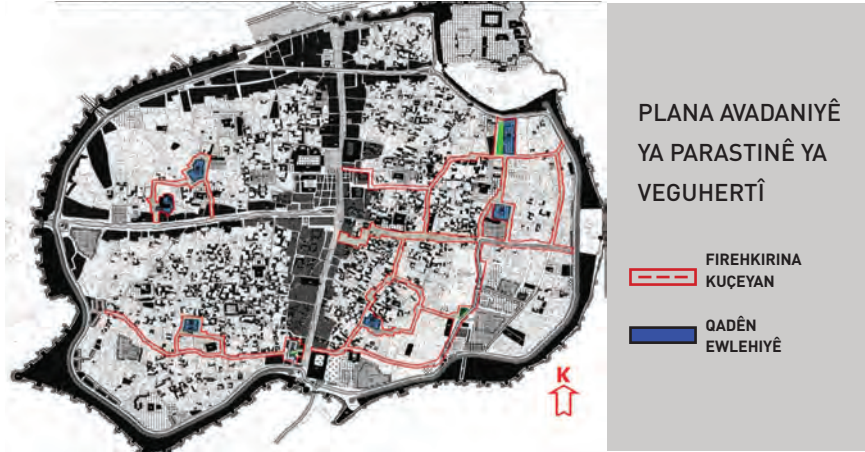 PLANA AVADANIYÊ
YA PARASTINÊ YA
VEGUHERTÎ
FIREHKIRINA
KUÇEYAN
QADÊN
EWLEHIYÊ
K